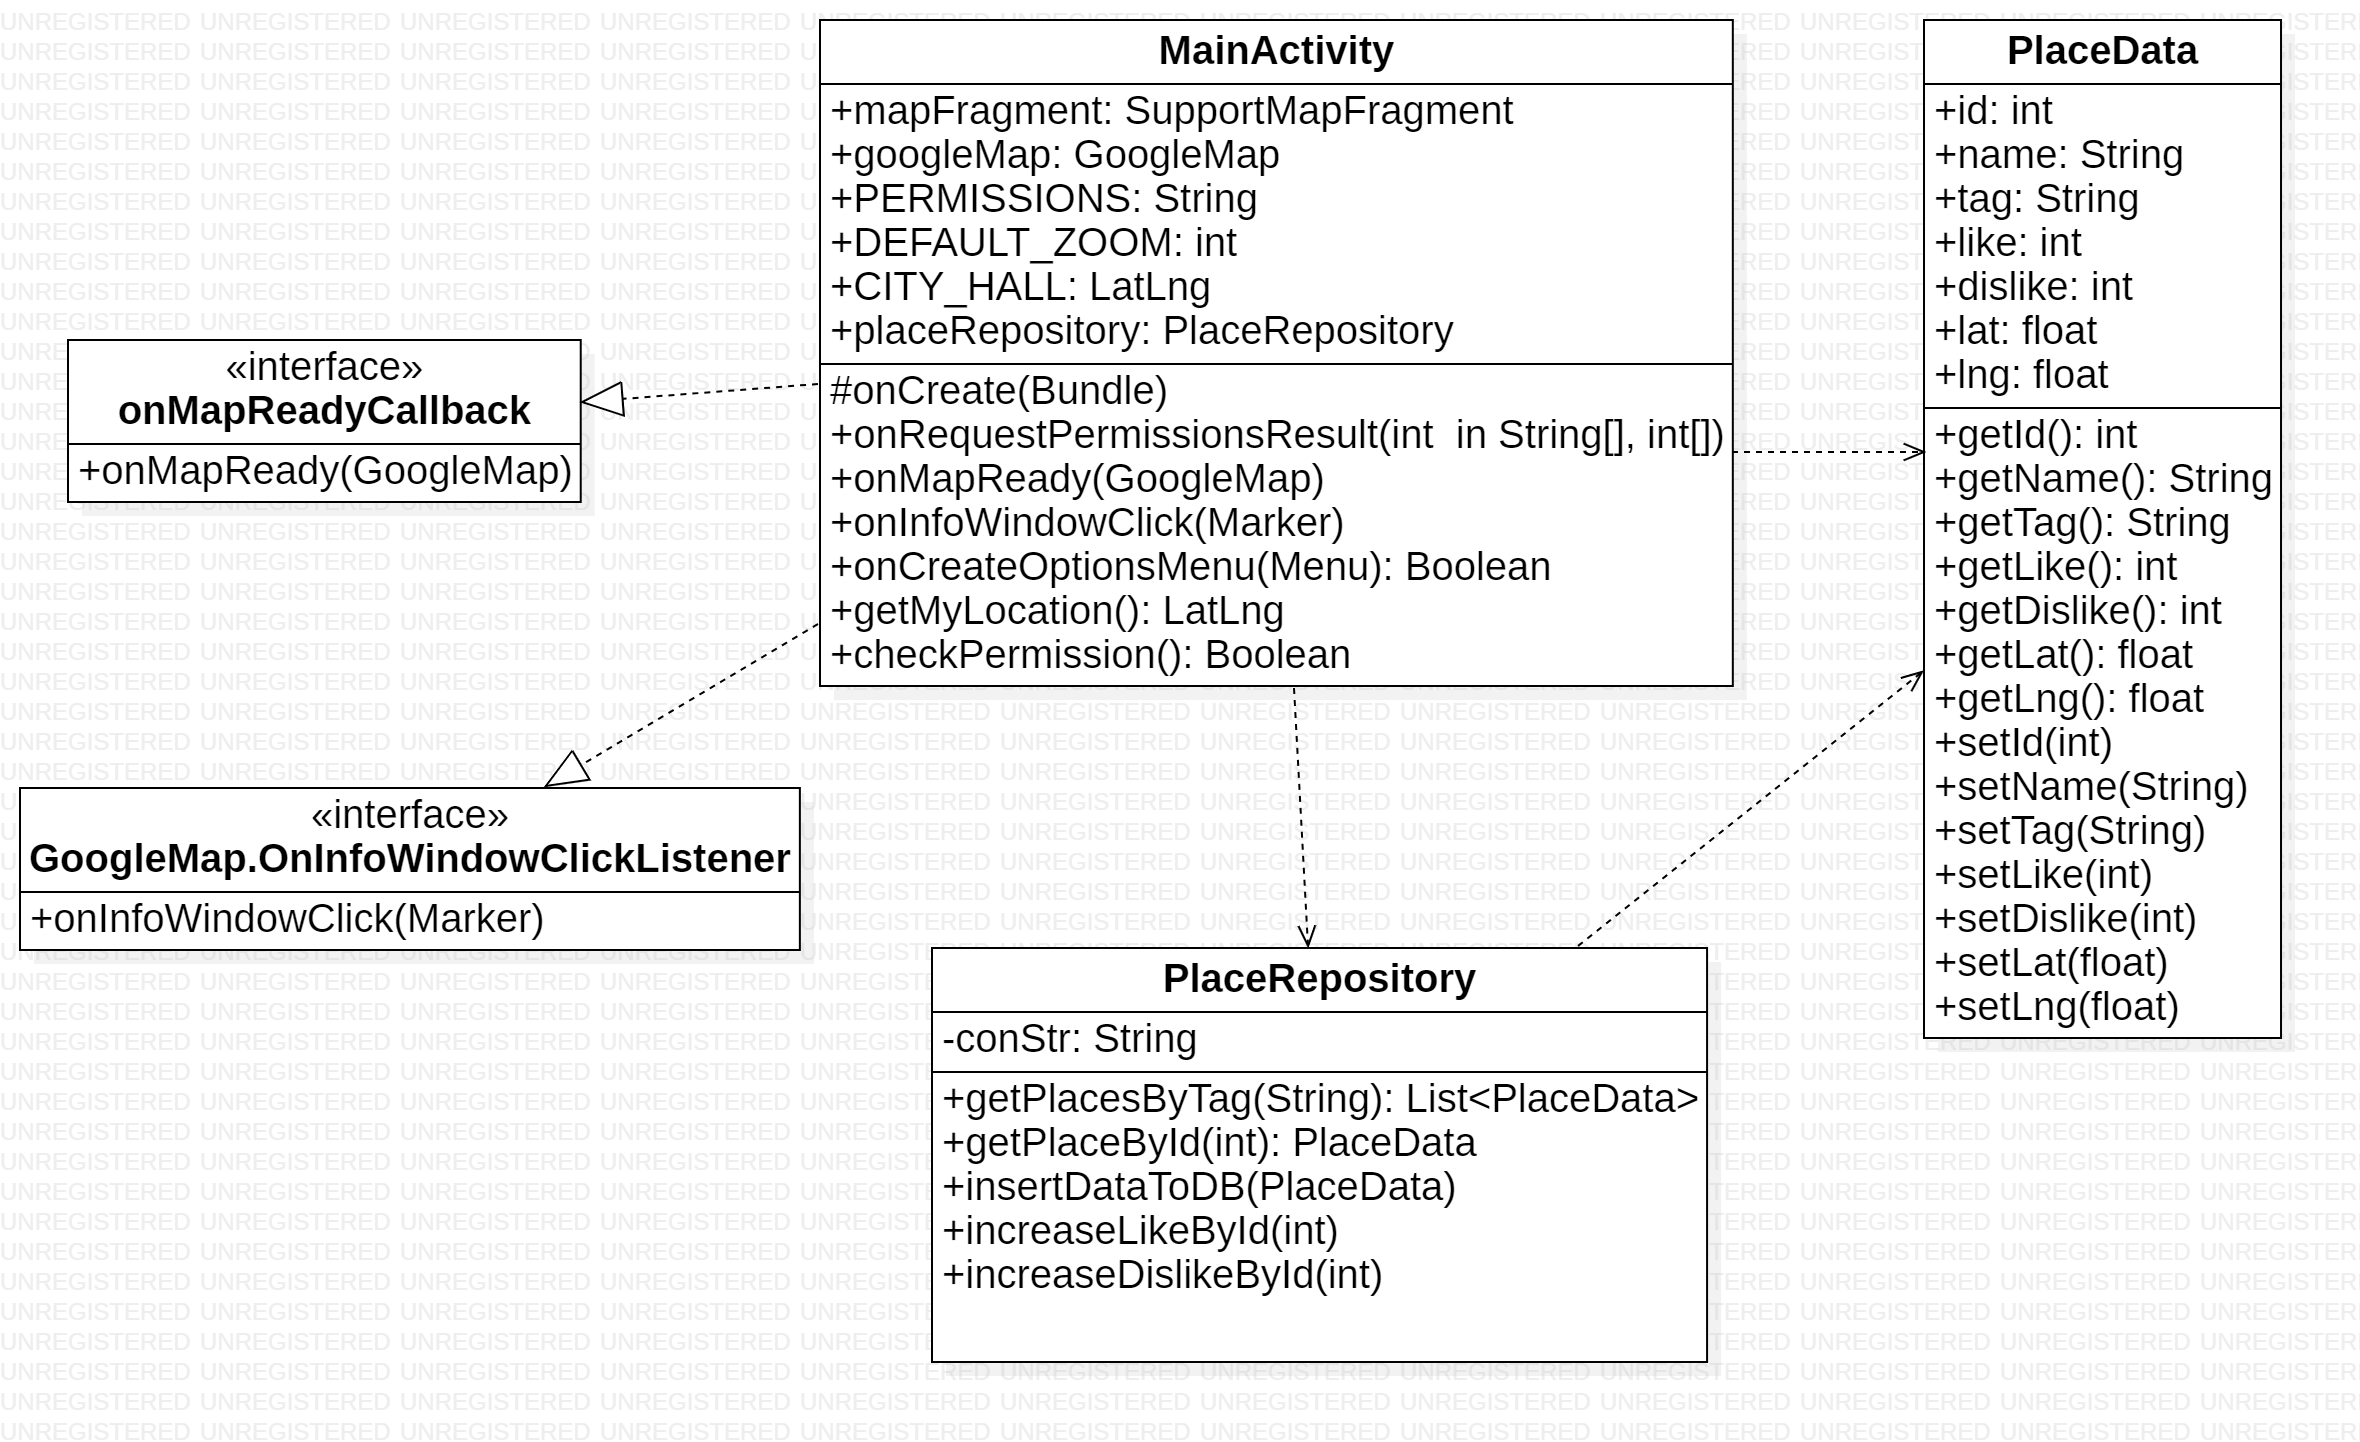 MainActivity
+mapFragment: SupportMapFragment
+googleMap: GoogleMap
+PERMISSIONS: String
+DEFAULT_ZOOM: int
+CITY_HALL: LatLng
+placeRepository: PlaceRepository
#onCreate(Bundle)
+onRequestPermissionsResult(int  in String[], int[])
+onMapReady(GoogleMap)
+onInfoWindowClick(Marker)
+onCreateOptionsMenu(Menu): Boolean
+getMyLocation(): LatLng
+checkPermission(): Boolean
PlaceData
+id: int
+name: String
+tag: String
+like: int
+dislike: int
+lat: float
+lng: float
+getId(): int
+getName(): String
+getTag(): String
+getLike(): int
+getDislike(): int
+getLat(): float
+getLng(): float
+setId(int)
+setName(String)
+setTag(String)
+setLike(int)
+setDislike(int)
+setLat(float)
+setLng(float)
«interface»
onMapReadyCallback
+onMapReady(GoogleMap)
«interface»
GoogleMap.OnInfoWindowClickListener
+onInfoWindowClick(Marker)
PlaceRepository
-conStr: String
+getPlacesByTag(String): List<PlaceData>
+getPlaceById(int): PlaceData
+insertDataToDB(PlaceData)
+increaseLikeById(int)
+increaseDislikeById(int)
UNREGISTERED